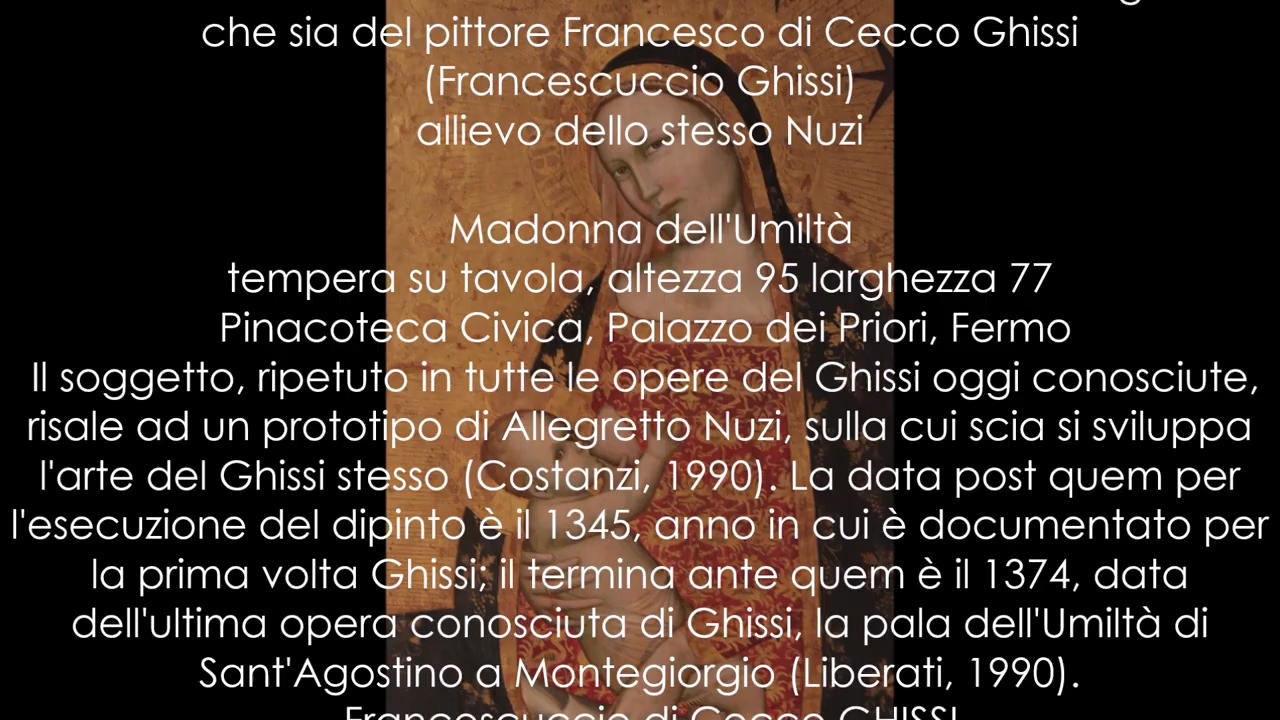 che sia del pittore Francesco di Cecco Ghissi
(Francescuccio Ghissi)
allievo dello stesso Nuzi
Madonna dell'Umiltà
tempera su tavola, altezza 95 larghezza 77
Pinacoteca Civica, Palazzo dei Priori, Fermo
Il soggetto, ripetuto in tutte le opere del Ghissi oggi conosciute,
risale ad un prototipo di Allegretto Nuzi, sulla cui scia si sviluppa
l'arte del Ghissi stesso (Costanzi, 1990). La data post quem per
l'esecuzione del dipinto è il 1345, anno in cui è documentato per
la prima volta Ghissi; il termina ante quem è il 1374, data
dell'ultima opera conosciuta di Ghissi, la pala dell'Umiltà di
Sant'Agostino a Montegiorgio (Liberati, 1990).
Francescuccio di Cecco GHISSI